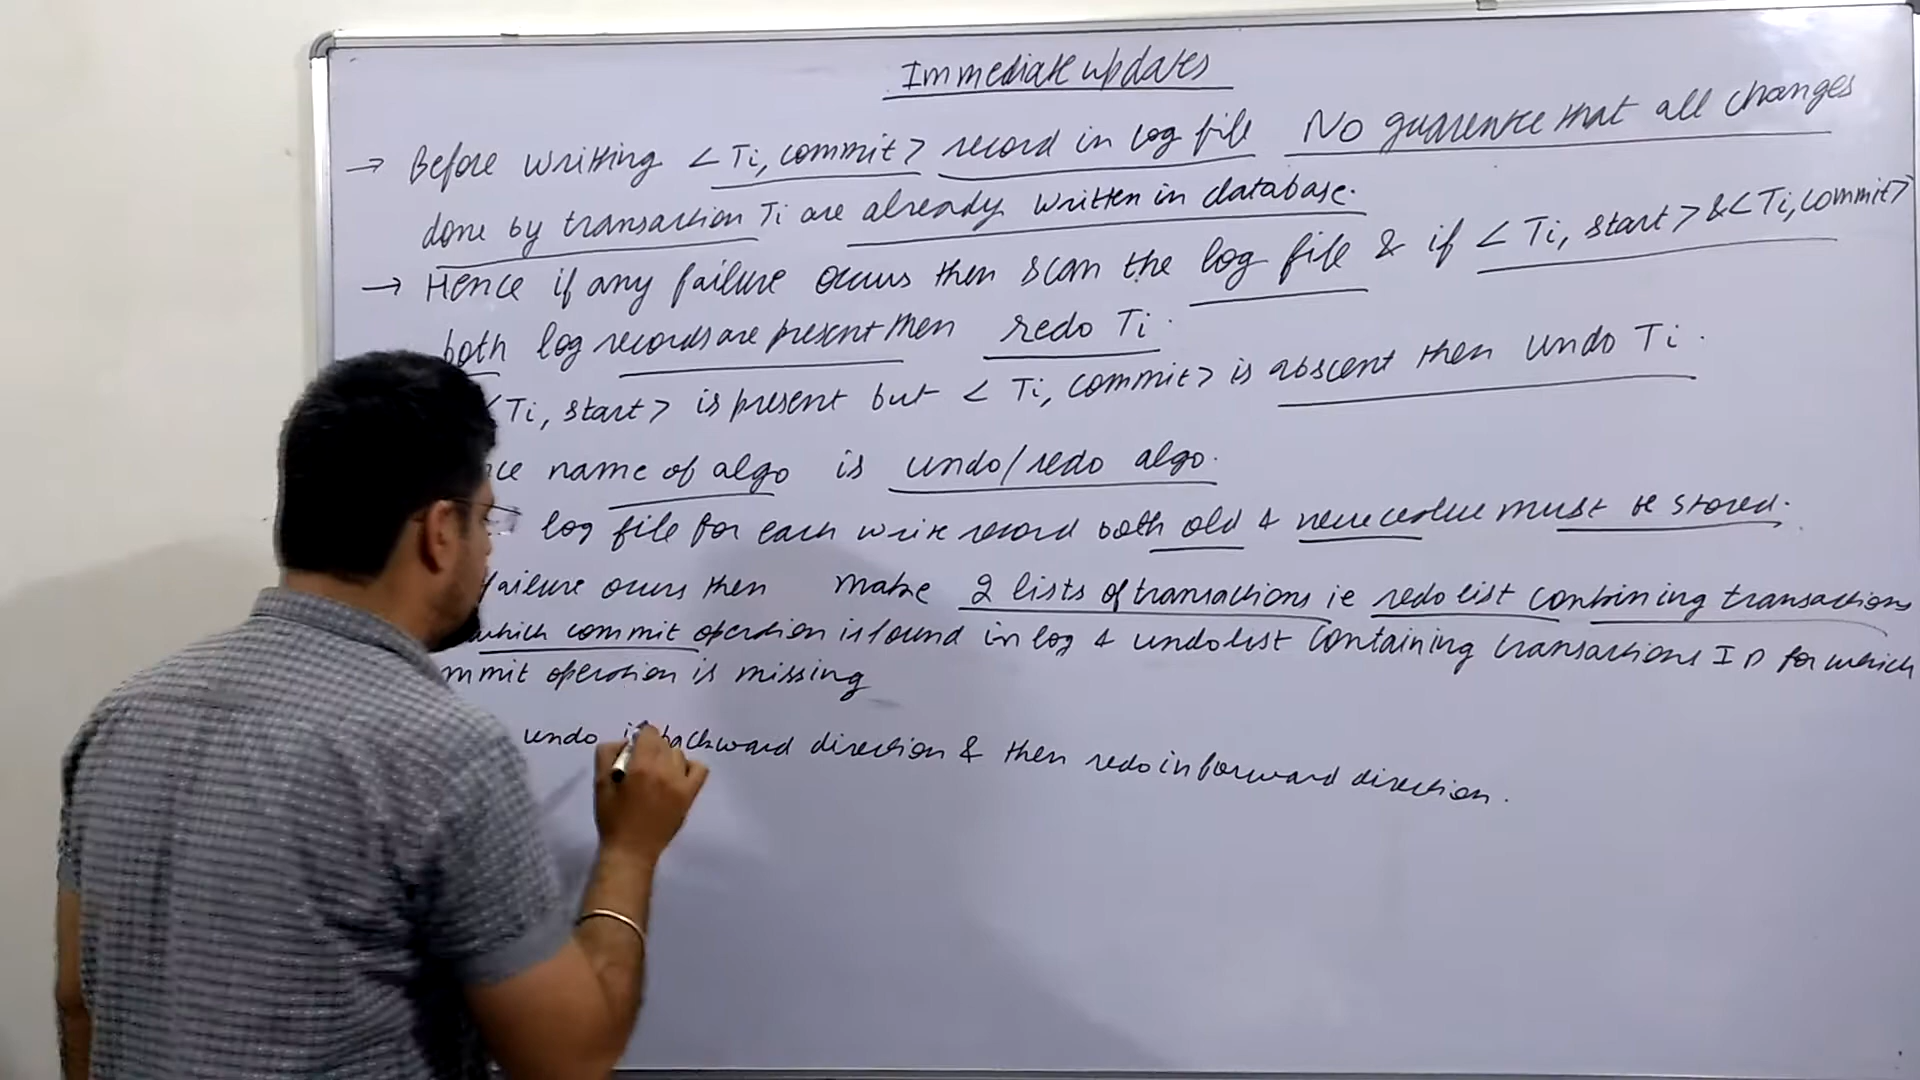 Immediate updates
→ Before writing <Ti, commit> record in log file No guarentee that all changes
done by transaction Ti are already written in database.
→ Hence if any failure occurs then scan the log file & if <Ti, start> & <Ti, commit>
both log records are present then redo Ti.
<Ti, start> is present but <Ti, commit> is abscent then undo Ti.
name of algo is undo/redo algo.
log file for each write record both old & new value must be stored.
failure occurs then make 2 lists of transactions ie redo list containing transactions
which commit operation is found in log & undo list containing transactions ID for which
operation is missing
undo backward direction & then redo in forward direction.